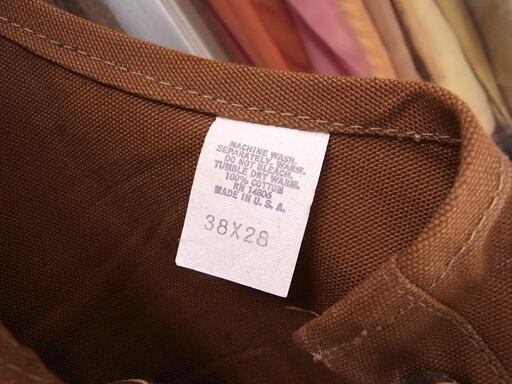 MACHINE WASH,
SEPARATELY, WARM.
DO NOT BLEACH.
TUMBLE DRY WARM.
100% COTTON
RN 14806
MADE IN U. S. A.
38X28